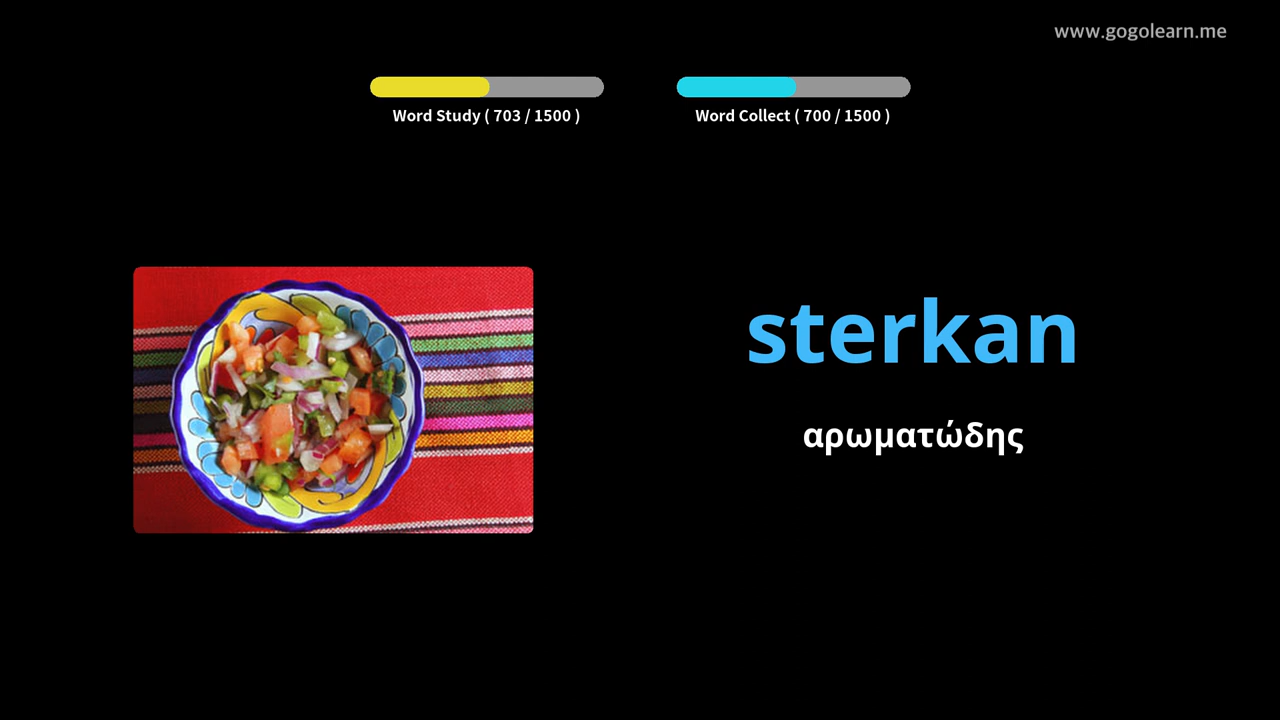 www.gogolearn.me
Word Study ( 703 / 1500 )
Word Collect ( 700 / 1500 )
sterkan
αρωματώδης